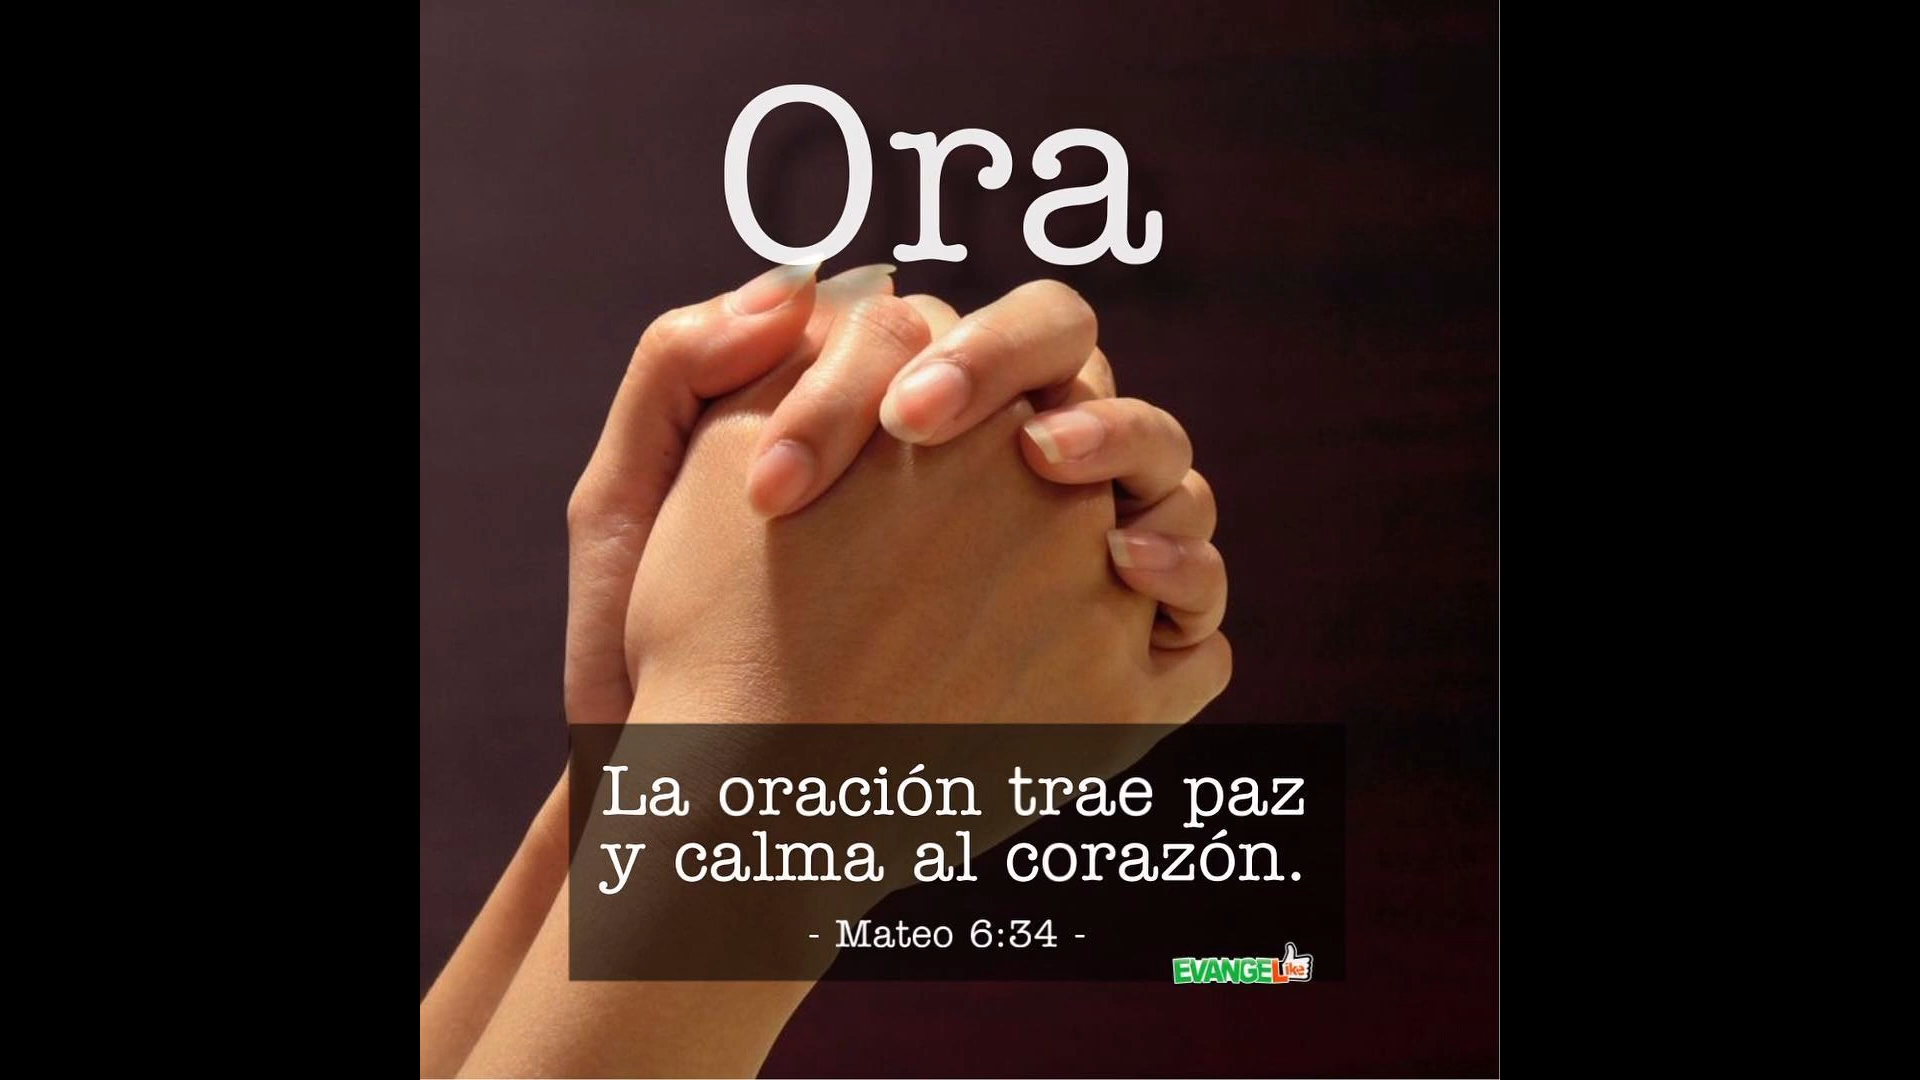 Ora
La oración trae paz
y calma al corazón.
- Mateo 6:34 -
EVANGELike